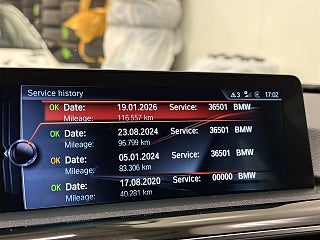 Service history
3 17:02
OK Date: 19.01.2026 Service: 36501 BMW
Mileage: 116.557 km
OK Date: 23.08.2024 Service: 36501 BMW
Mileage: 96.799 km
OK Date: 05.01.2024 Service: 36501 BMW
Mileage: 83.306 km
OK Date: 17.08.2020 Service: 00000 BMW
Mileage: 40.281 km